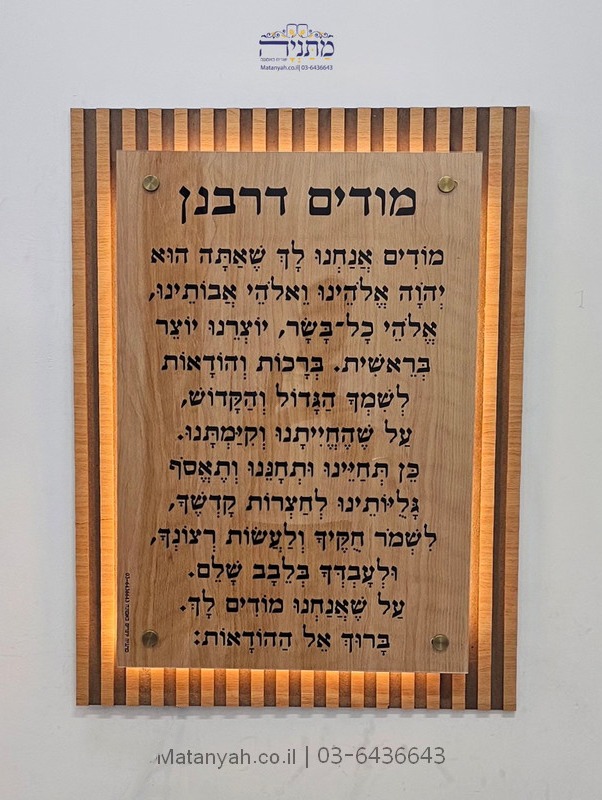 מַתַּנְיָה
Matanyah.co.il| 03-6436643
מודים דרבנן
מוֹדִים אֲנַחְנוּ לָךְ שֶׁאַתָּה הוּא
יְהֹוָה אֱלֹהֵינוּ וֵאלֹהֵי אֲבוֹתֵינוּ,
אֱלֹהֵי כָל־בָּשָׂר, יוֹצְרֵנוּ יוֹצֵר
בְּרֵאשִׁית. בְּרָכוֹת וְהוֹדָאוֹת
לְשִׁמְךָ הַגָּדוֹל וְהַקָּדוֹשׁ,
עַל שֶׁהֶחֱיִיתָנוּ וְקִיַּמְתָּנוּ.
כֵּן תְּחַיֵּינוּ וּתְחָנֵּנוּ וְתֶאֱסֹף
גָּלֻיּוֹתֵינוּ לְחַצְרוֹת קָדְשֶׁךָ,
לִשְׁמֹר חֻקֶּיךָ וְלַעֲשׂוֹת רְצוֹנְךָ,
וּלְעָבְדְךָ בְּלֵבָב שָׁלֵם.
עַל שֶׁאֲנַחְנוּ מוֹדִים לָךְ.
בָּרוּךְ אֵל הַהוֹדָאוֹת:
Matanyah.co.il | 03-6436643